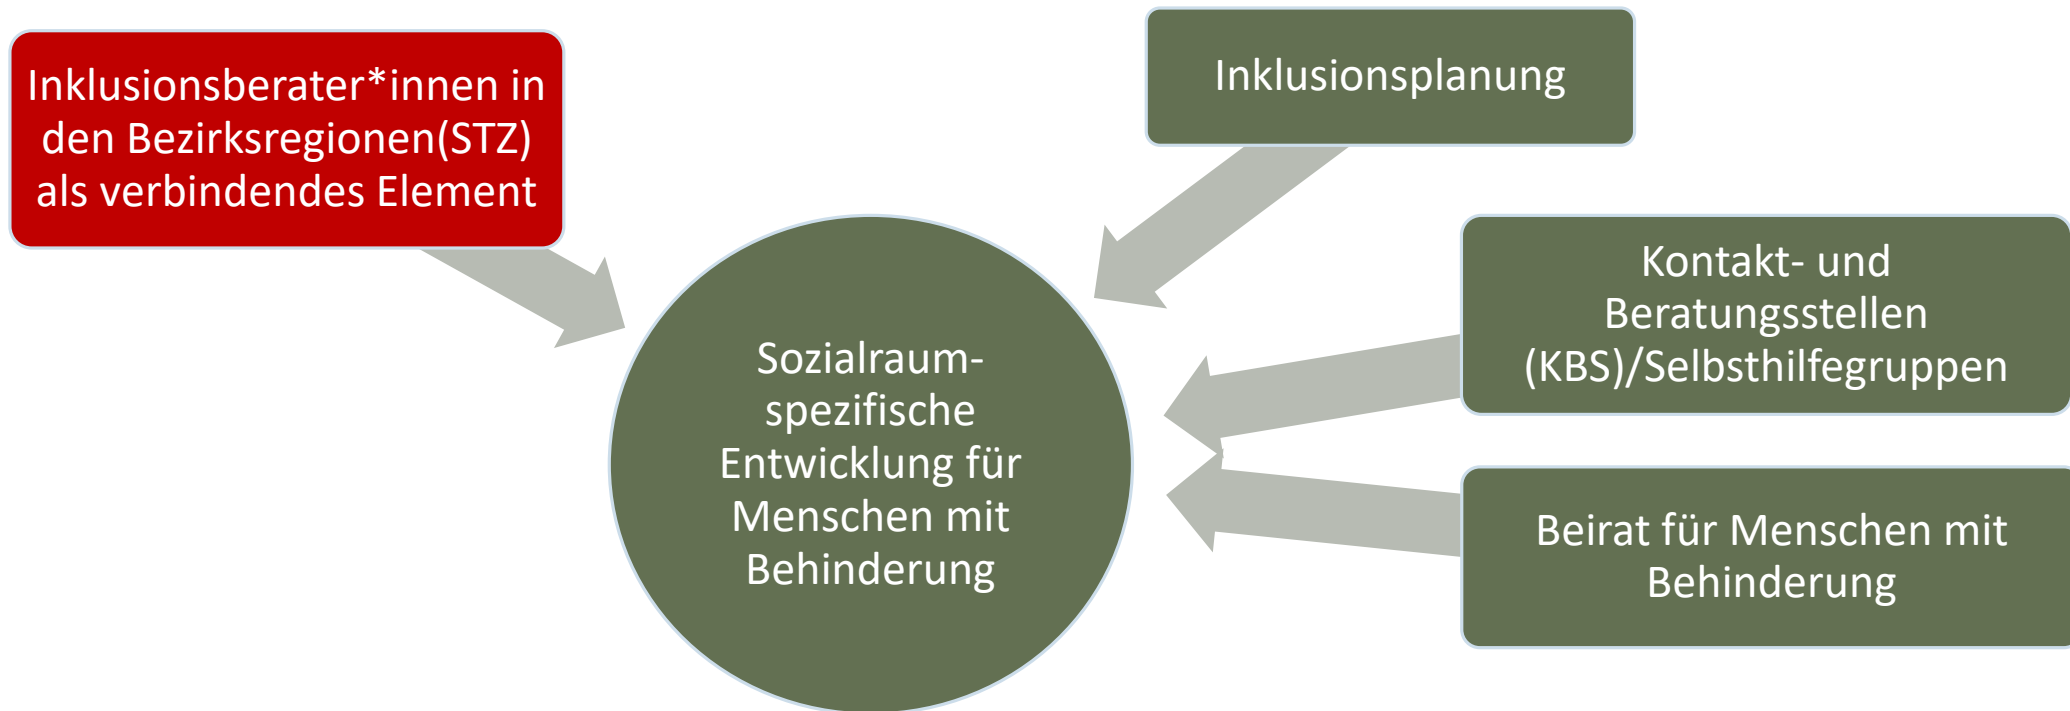 Inklusionsberater*innen in
den Bezirksregionen(STZ)
als verbindendes Element
Inklusionsplanung
Kontakt- und
Beratungsstellen
(KBS)/Selbsthilfegruppen
Sozialraum-
spezifische
Entwicklung für
Menschen mit
Behinderung
Beirat für Menschen mit
Behinderung